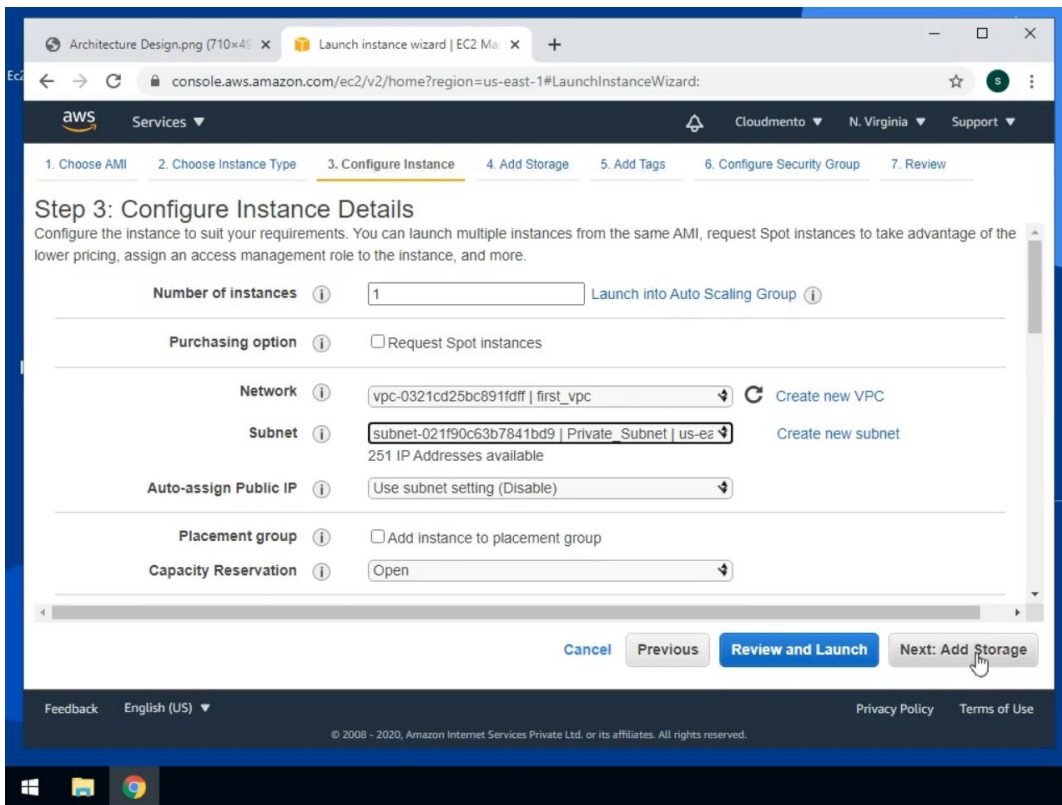 Architecture Design.png (710×49
Launch instance wizard | EC2 Ma
Ec2
console.aws.amazon.com/ec2/v2/home?region=us-east-1#LaunchInstanceWizard:
S
aws
Services
Cloudmento
N. Virginia
Support
1. Choose AMI
2. Choose Instance Type
3. Configure Instance
4. Add Storage
5. Add Tags
6. Configure Security Group
7. Review
Step 3: Configure Instance Details
Configure the instance to suit your requirements. You can launch multiple instances from the same AMI, request Spot instances to take advantage of the
lower pricing, assign an access management role to the instance, and more.
Number of instances
1
Launch into Auto Scaling Group
Purchasing option
Request Spot instances
Network
vpc-0321cd25bc891fdff | first_vpc
Create new VPC
Subnet
subnet-021f90c63b7841bd9 | Private_Subnet | us-ea
Create new subnet
251 IP Addresses available
Auto-assign Public IP
Use subnet setting (Disable)
Placement group
Add instance to placement group
Capacity Reservation
Open
Cancel
Previous
Review and Launch
Next: Add Storage
Feedback
English (US)
Privacy Policy
Terms of Use
© 2008 - 2020, Amazon Internet Services Private Ltd. or its affiliates. All rights reserved.